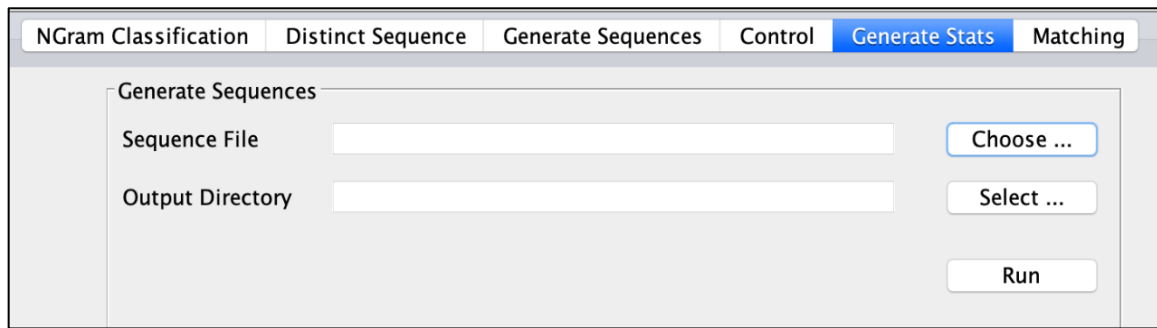 NGram Classification Distinct Sequence Generate Sequences Control Generate Stats Matching
Generate Sequences
Sequence File Choose ...
Output Directory Select ...
Run